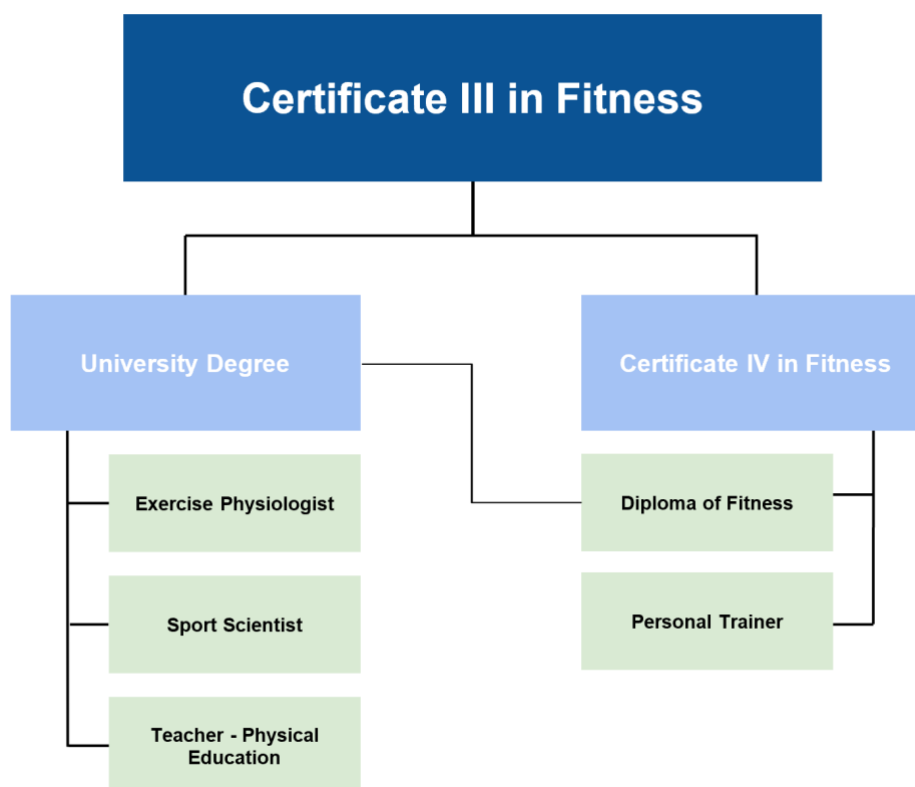 Certificate III in Fitness
University Degree
Certificate IV in Fitness
Exercise Physiologist
Diploma of Fitness
Sport Scientist
Personal Trainer
Teacher - Physical
Education